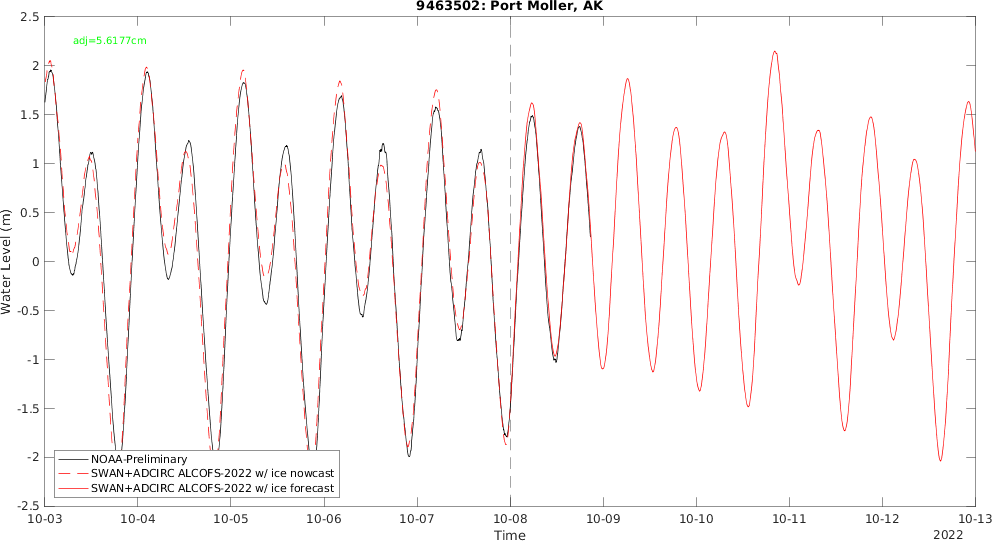 9463502: Port Moller, AK
adj=5.6177cm
Water Level (m)
2.5
2
1.5
1
0.5
0
-0.5
-1
-1.5
-2
-2.5
NOAA-Preliminary
SWAN+ADCIRC ALCOFS-2022 w/ ice nowcast
SWAN+ADCIRC ALCOFS-2022 w/ ice forecast
10-03 10-04 10-05 10-06 10-07 10-08 10-09 10-10 10-11 10-12 10-13
Time
2022